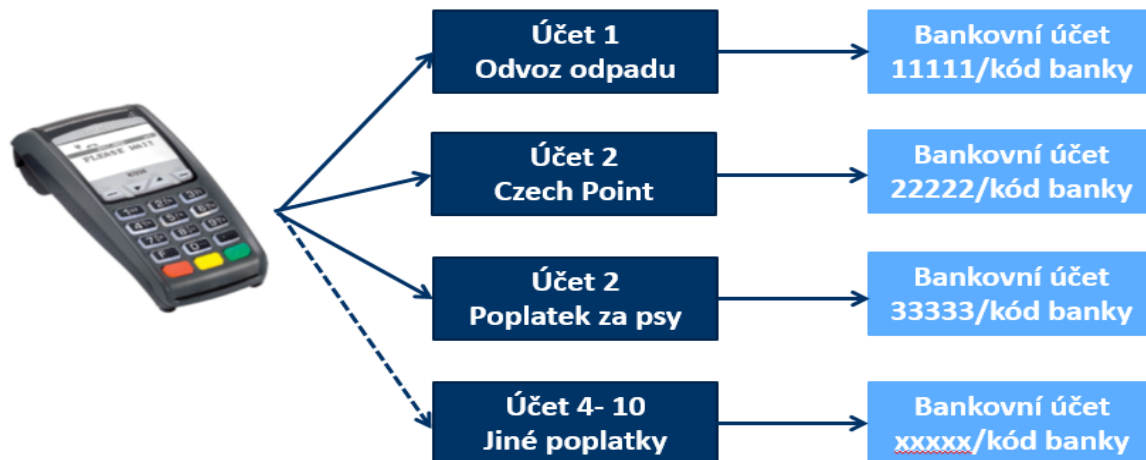 PLEASE WAIT
Účet 1
Odvoz odpadu
Bankovní účet
11111/kód banky
Účet 2
Czech Point
Bankovní účet
22222/kód banky
Účet 2
Poplatek za psy
Bankovní účet
33333/kód banky
Účet 4- 10
Jiné poplatky
Bankovní účet
xxxxx/kód banky